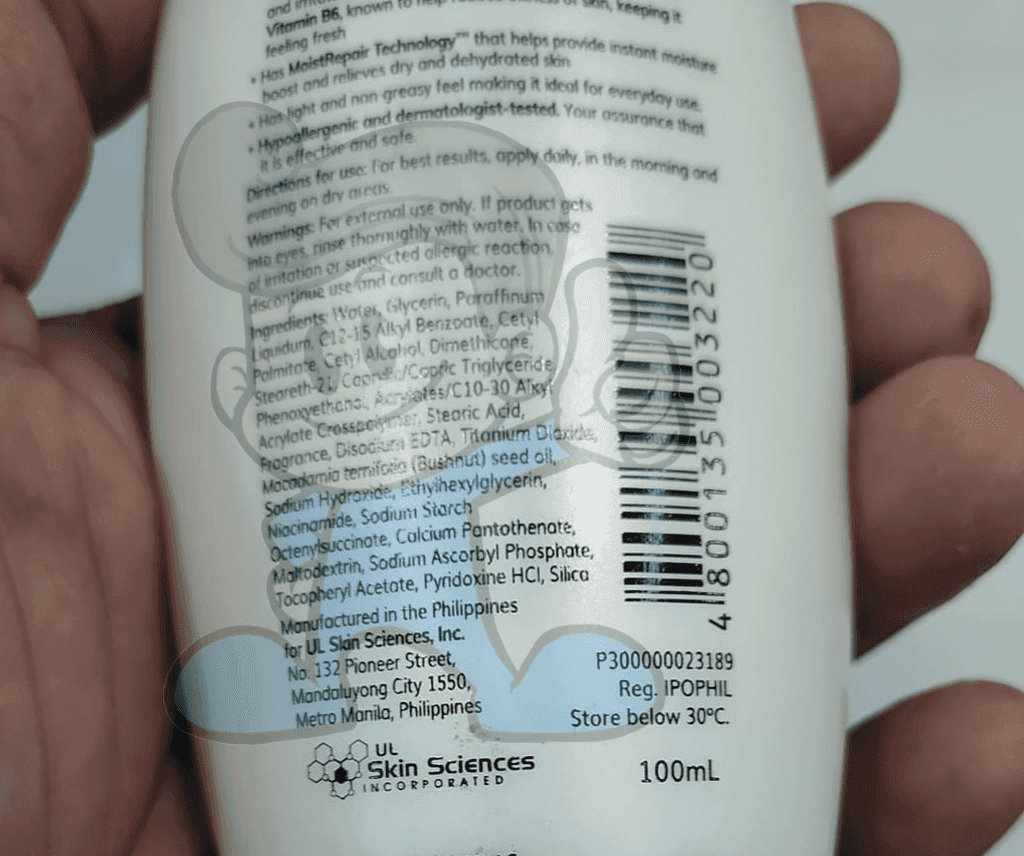 Vitamin B6, known to help of skin, keeping it
feeling fresh
• Has MoistRepair Technology™ that helps provide instant moisture
boost and relieves dry and dehydrated skin
• Has light and non-greasy feel making it ideal for everyday use.
• Hypoallergenic and dermatologist-tested. Your assurance that
it is effective and safe.
Directions for use: For best results, apply daily, in the morning and
evening on dry areas.
Warnings: For external use only. If product gets
into eyes, rinse thoroughly with water. In case
of irritation or suspected allergic reaction,
discontinue use and consult a doctor.
Ingredients: Water, Glycerin, Paraffinum
Liquidum, C12-15 Alkyl Benzoate, Cetyl
Palmitate, Cetyl Alcohol, Dimethicone,
Steareth-21, Caprylic/Capric Triglyceride,
Phenoxyethanol, Acrylates/C10-30 Alkyl
Acrylate Crosspolymer, Stearic Acid,
Fragrance, Disodium EDTA, Titanium Dioxide,
Macadamia ternifolia (Bushnut) seed oil,
Sodium Hydroxide, Ethylhexylglycerin,
Niacinamide, Sodium Starch
Octenylsuccinate, Calcium Pantothenate,
Maltodextrin, Sodium Ascorbyl Phosphate,
Tocopheryl Acetate, Pyridoxine HCl, Silica
Manufactured in the Philippines
for UL Skin Sciences, Inc.
No. 132 Pioneer Street,
Mandaluyong City 1550,
Metro Manila, Philippines
4 800135 003220
P300000023189
Reg. IPOPHIL
Store below 30ºC.
UL
Skin Sciences
INCORPORATED
100mL